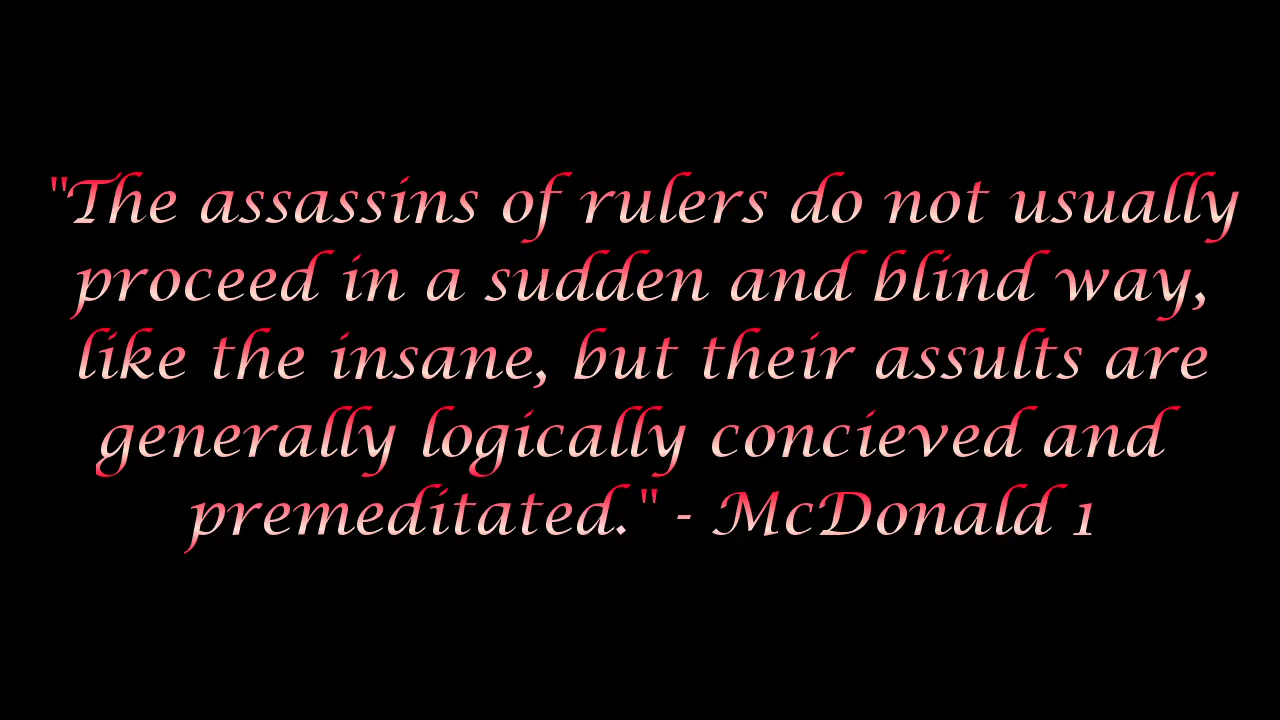 "The assassins of rulers do not usually
proceed in a sudden and blind way,
like the insane, but their assults are
generally logically concieved and
premeditated." - McDonald 1